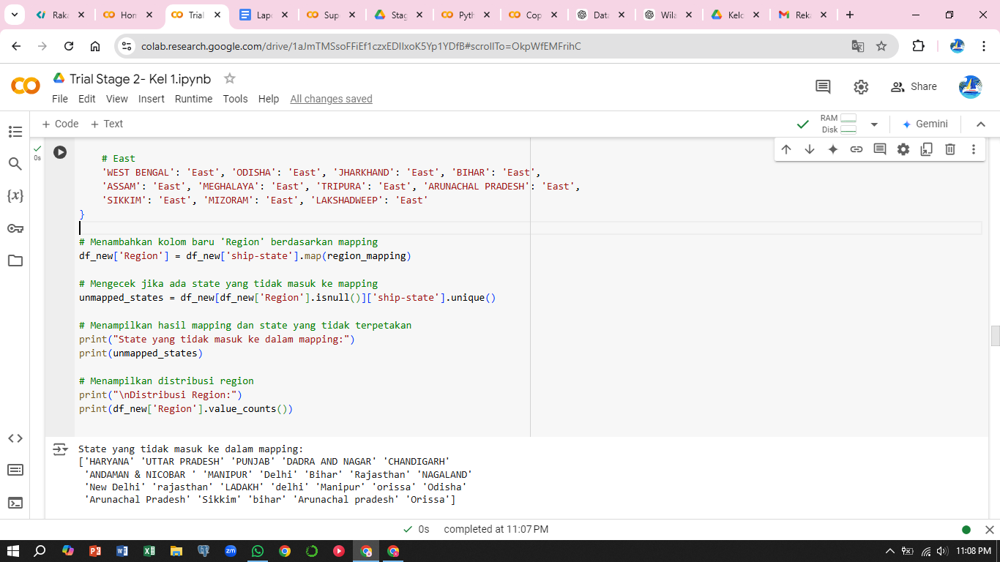 Raka
Hon
Trial
Lapo
Sup
Stag
Pyth
Cop
Data
Wila
Kelo
Reka
colab.research.google.com/drive/1aJmTMSsoFFiEf1czxEDIIxoK5Yp1YDfB#scrollTo=OkpWfEMFrihC
Trial Stage 2- Kel 1.ipynb
File Edit View Insert Runtime Tools Help All changes saved
Share
+ Code + Text
RAM
Disk
Gemini
0s
# East
'WEST BENGAL': 'East', 'ODISHA': 'East', 'JHARKHAND': 'East', 'BIHAR': 'East',
'ASSAM': 'East', 'MEGHALAYA': 'East', 'TRIPURA': 'East', 'ARUNACHAL PRADESH': 'East',
'SIKKIM': 'East', 'MIZORAM': 'East', 'LAKSHADWEEP': 'East'
}
# Menambahkan kolom baru 'Region' berdasarkan mapping
df_new['Region'] = df_new['ship-state'].map(region_mapping)
# Mengecek jika ada state yang tidak masuk ke mapping
unmapped_states = df_new[df_new['Region'].isnull()]['ship-state'].unique()
# Menampilkan hasil mapping dan state yang tidak terpetakan
print("State yang tidak masuk ke dalam mapping:")
print(unmapped_states)
# Menampilkan distribusi region
print("\nDistribusi Region:")
print(df_new['Region'].value_counts())
State yang tidak masuk ke dalam mapping:
['HARYANA' 'UTTAR PRADESH' 'PUNJAB' 'DADRA AND NAGAR' 'CHANDIGARH'
'ANDAMAN & NICOBAR ' 'MANIPUR' 'Delhi' 'Bihar' 'Rajasthan' 'NAGALAND'
'New Delhi' 'rajasthan' 'LADAKH' 'delhi' 'Manipur' 'orissa' 'Odisha'
'Arunachal Pradesh' 'Sikkim' 'bihar' 'Arunachal pradesh' 'Orissa']
0s completed at 11:07 PM
11:08 PM